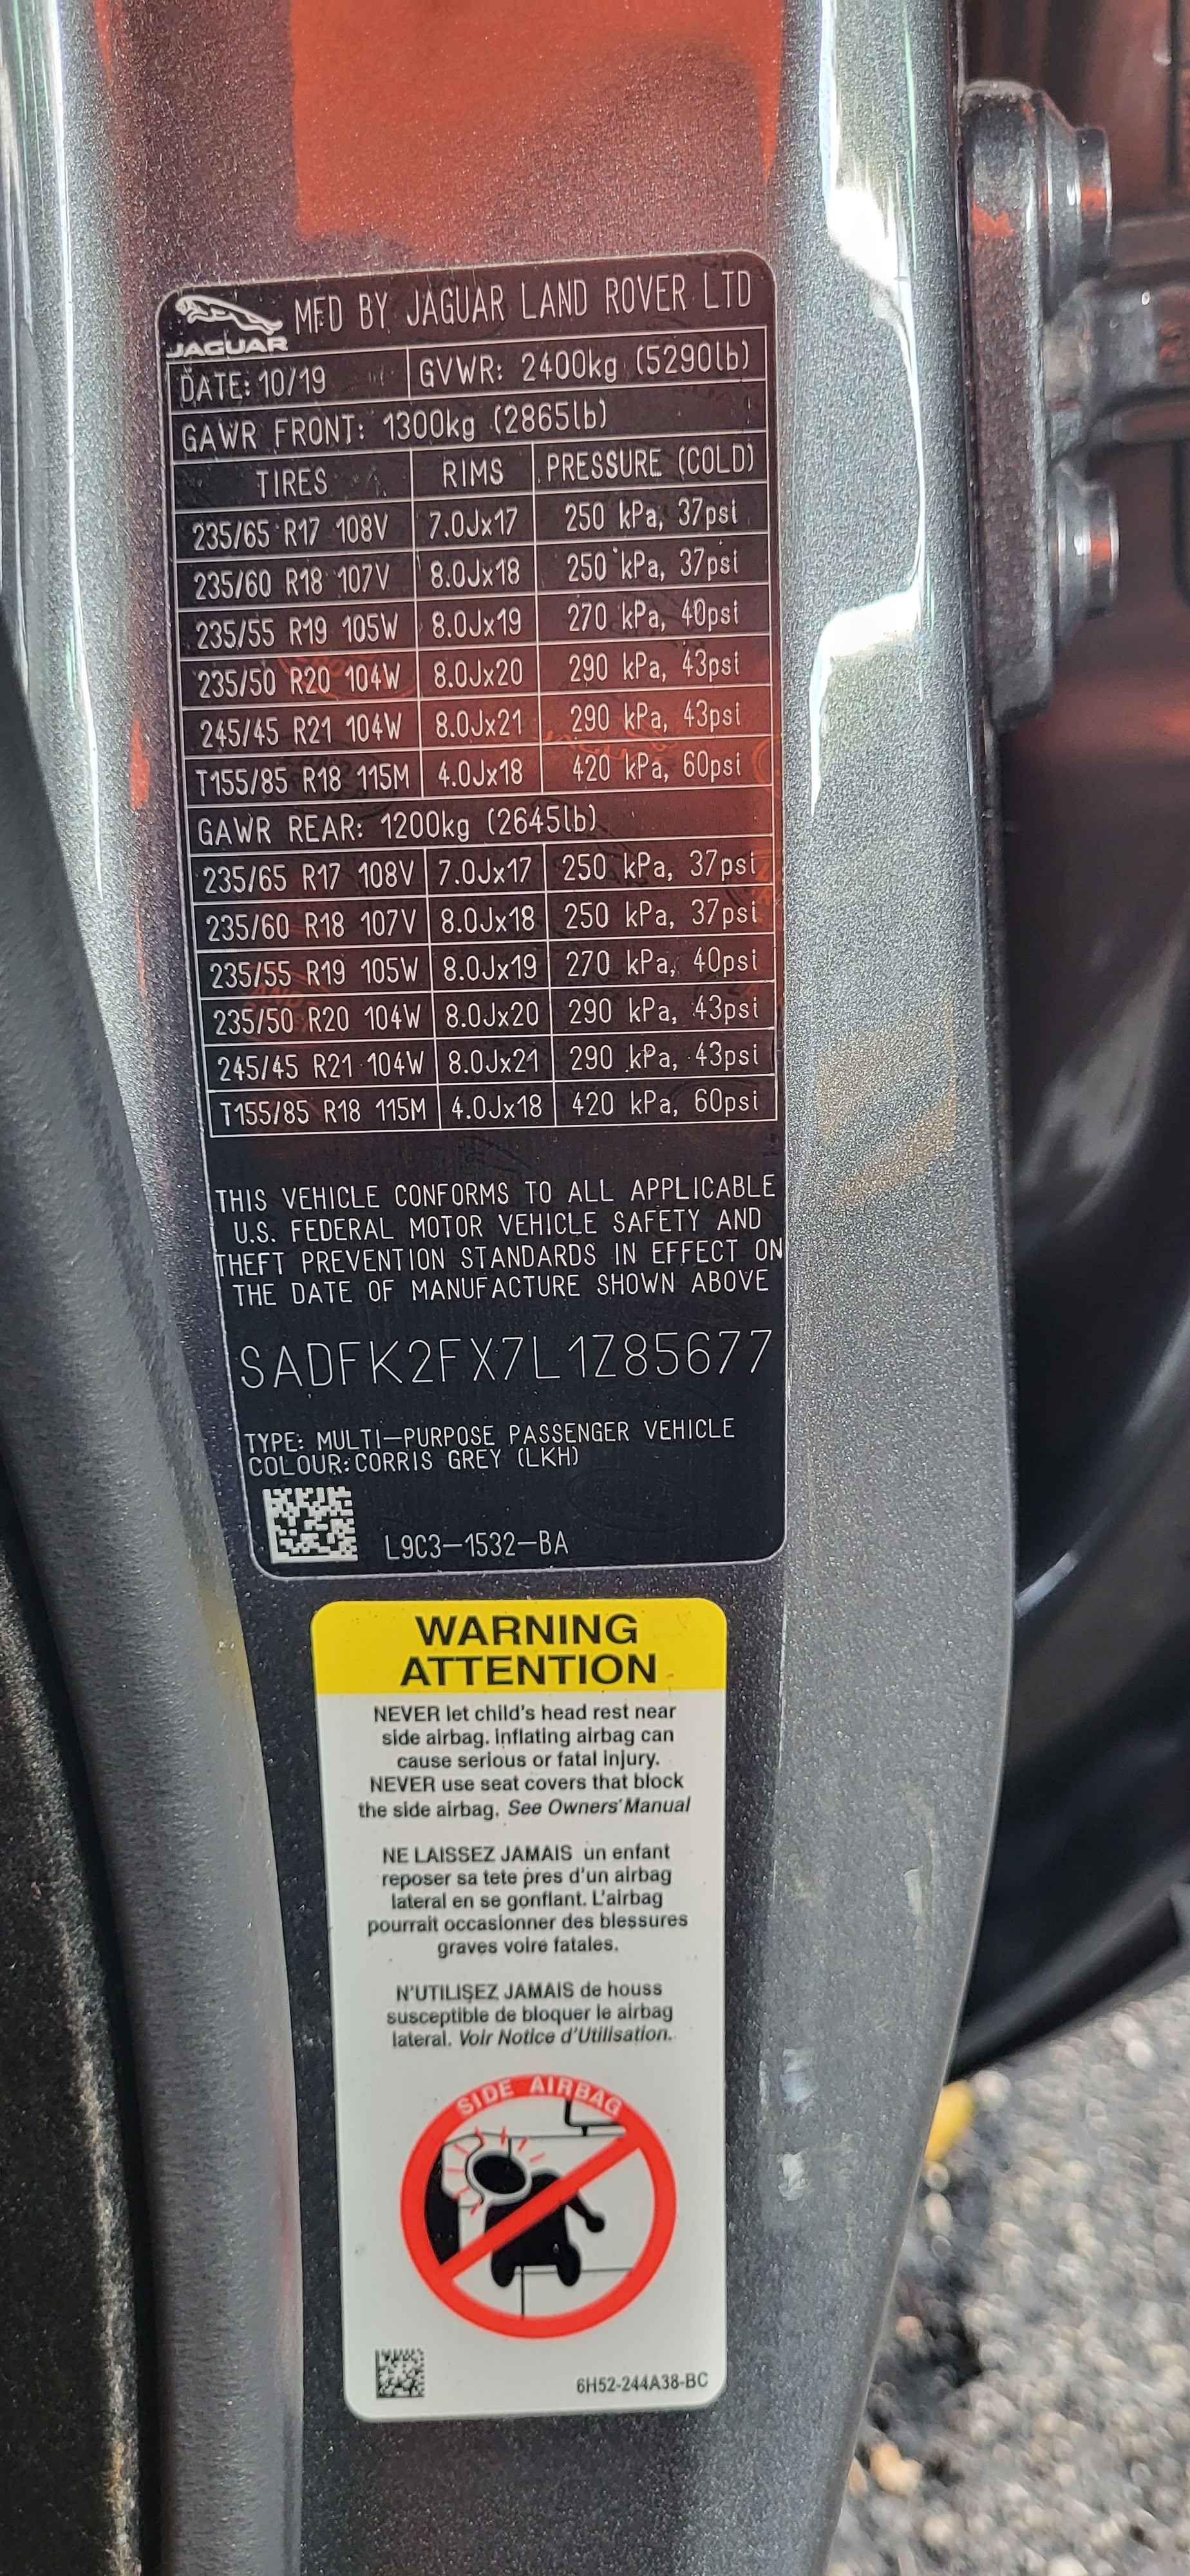 JAGUAR
MFD BY JAGUAR LAND ROVER LTD
DATE: 10/19 GVWR: 2400kg (5290lb)
GAWR FRONT: 1300kg (2865lb)
TIRES RIMS PRESSURE (COLD)
235/65 R17 108V 7.0Jx17 250 kPa, 37psi
235/60 R18 107V 8.0Jx18 250 kPa, 37psi
235/55 R19 105W 8.0Jx19 270 kPa, 40psi
235/50 R20 104W 8.0Jx20 290 kPa, 43psi
245/45 R21 104W 8.0Jx21 290 kPa, 43psi
T155/85 R18 115M 4.0Jx18 420 kPa, 60psi
GAWR REAR: 1200kg (2645lb)
235/65 R17 108V 7.0Jx17 250 kPa, 37psi
235/60 R18 107V 8.0Jx18 250 kPa, 37psi
235/55 R19 105W 8.0Jx19 270 kPa, 40psi
235/50 R20 104W 8.0Jx20 290 kPa, 43psi
245/45 R21 104W 8.0Jx21 290 kPa, 43psi
T155/85 R18 115M 4.0Jx18 420 kPa, 60psi
THIS VEHICLE CONFORMS TO ALL APPLICABLE
U.S. FEDERAL MOTOR VEHICLE SAFETY AND
THEFT PREVENTION STANDARDS IN EFFECT ON
THE DATE OF MANUFACTURE SHOWN ABOVE
SADFK2FX7L1Z85677
TYPE: MULTI-PURPOSE PASSENGER VEHICLE
COLOUR:CORRIS GREY (LKH)
L9C3-1532-BA
WARNING
ATTENTION
NEVER let child's head rest near
side airbag. inflating airbag can
cause serious or fatal injury.
NEVER use seat covers that block
the side airbag. See Owners' Manual
NE LAISSEZ JAMAIS un enfant
reposer sa tete pres d'un airbag
lateral en se gonflant. L'airbag
pourrait occasionner des blessures
graves voire fatales.
N'UTILISEZ JAMAIS de houss
susceptible de bloquer le airbag
lateral. Voir Notice d'Utilisation.
SIDE AIRBAG
6H52-244A38-BC